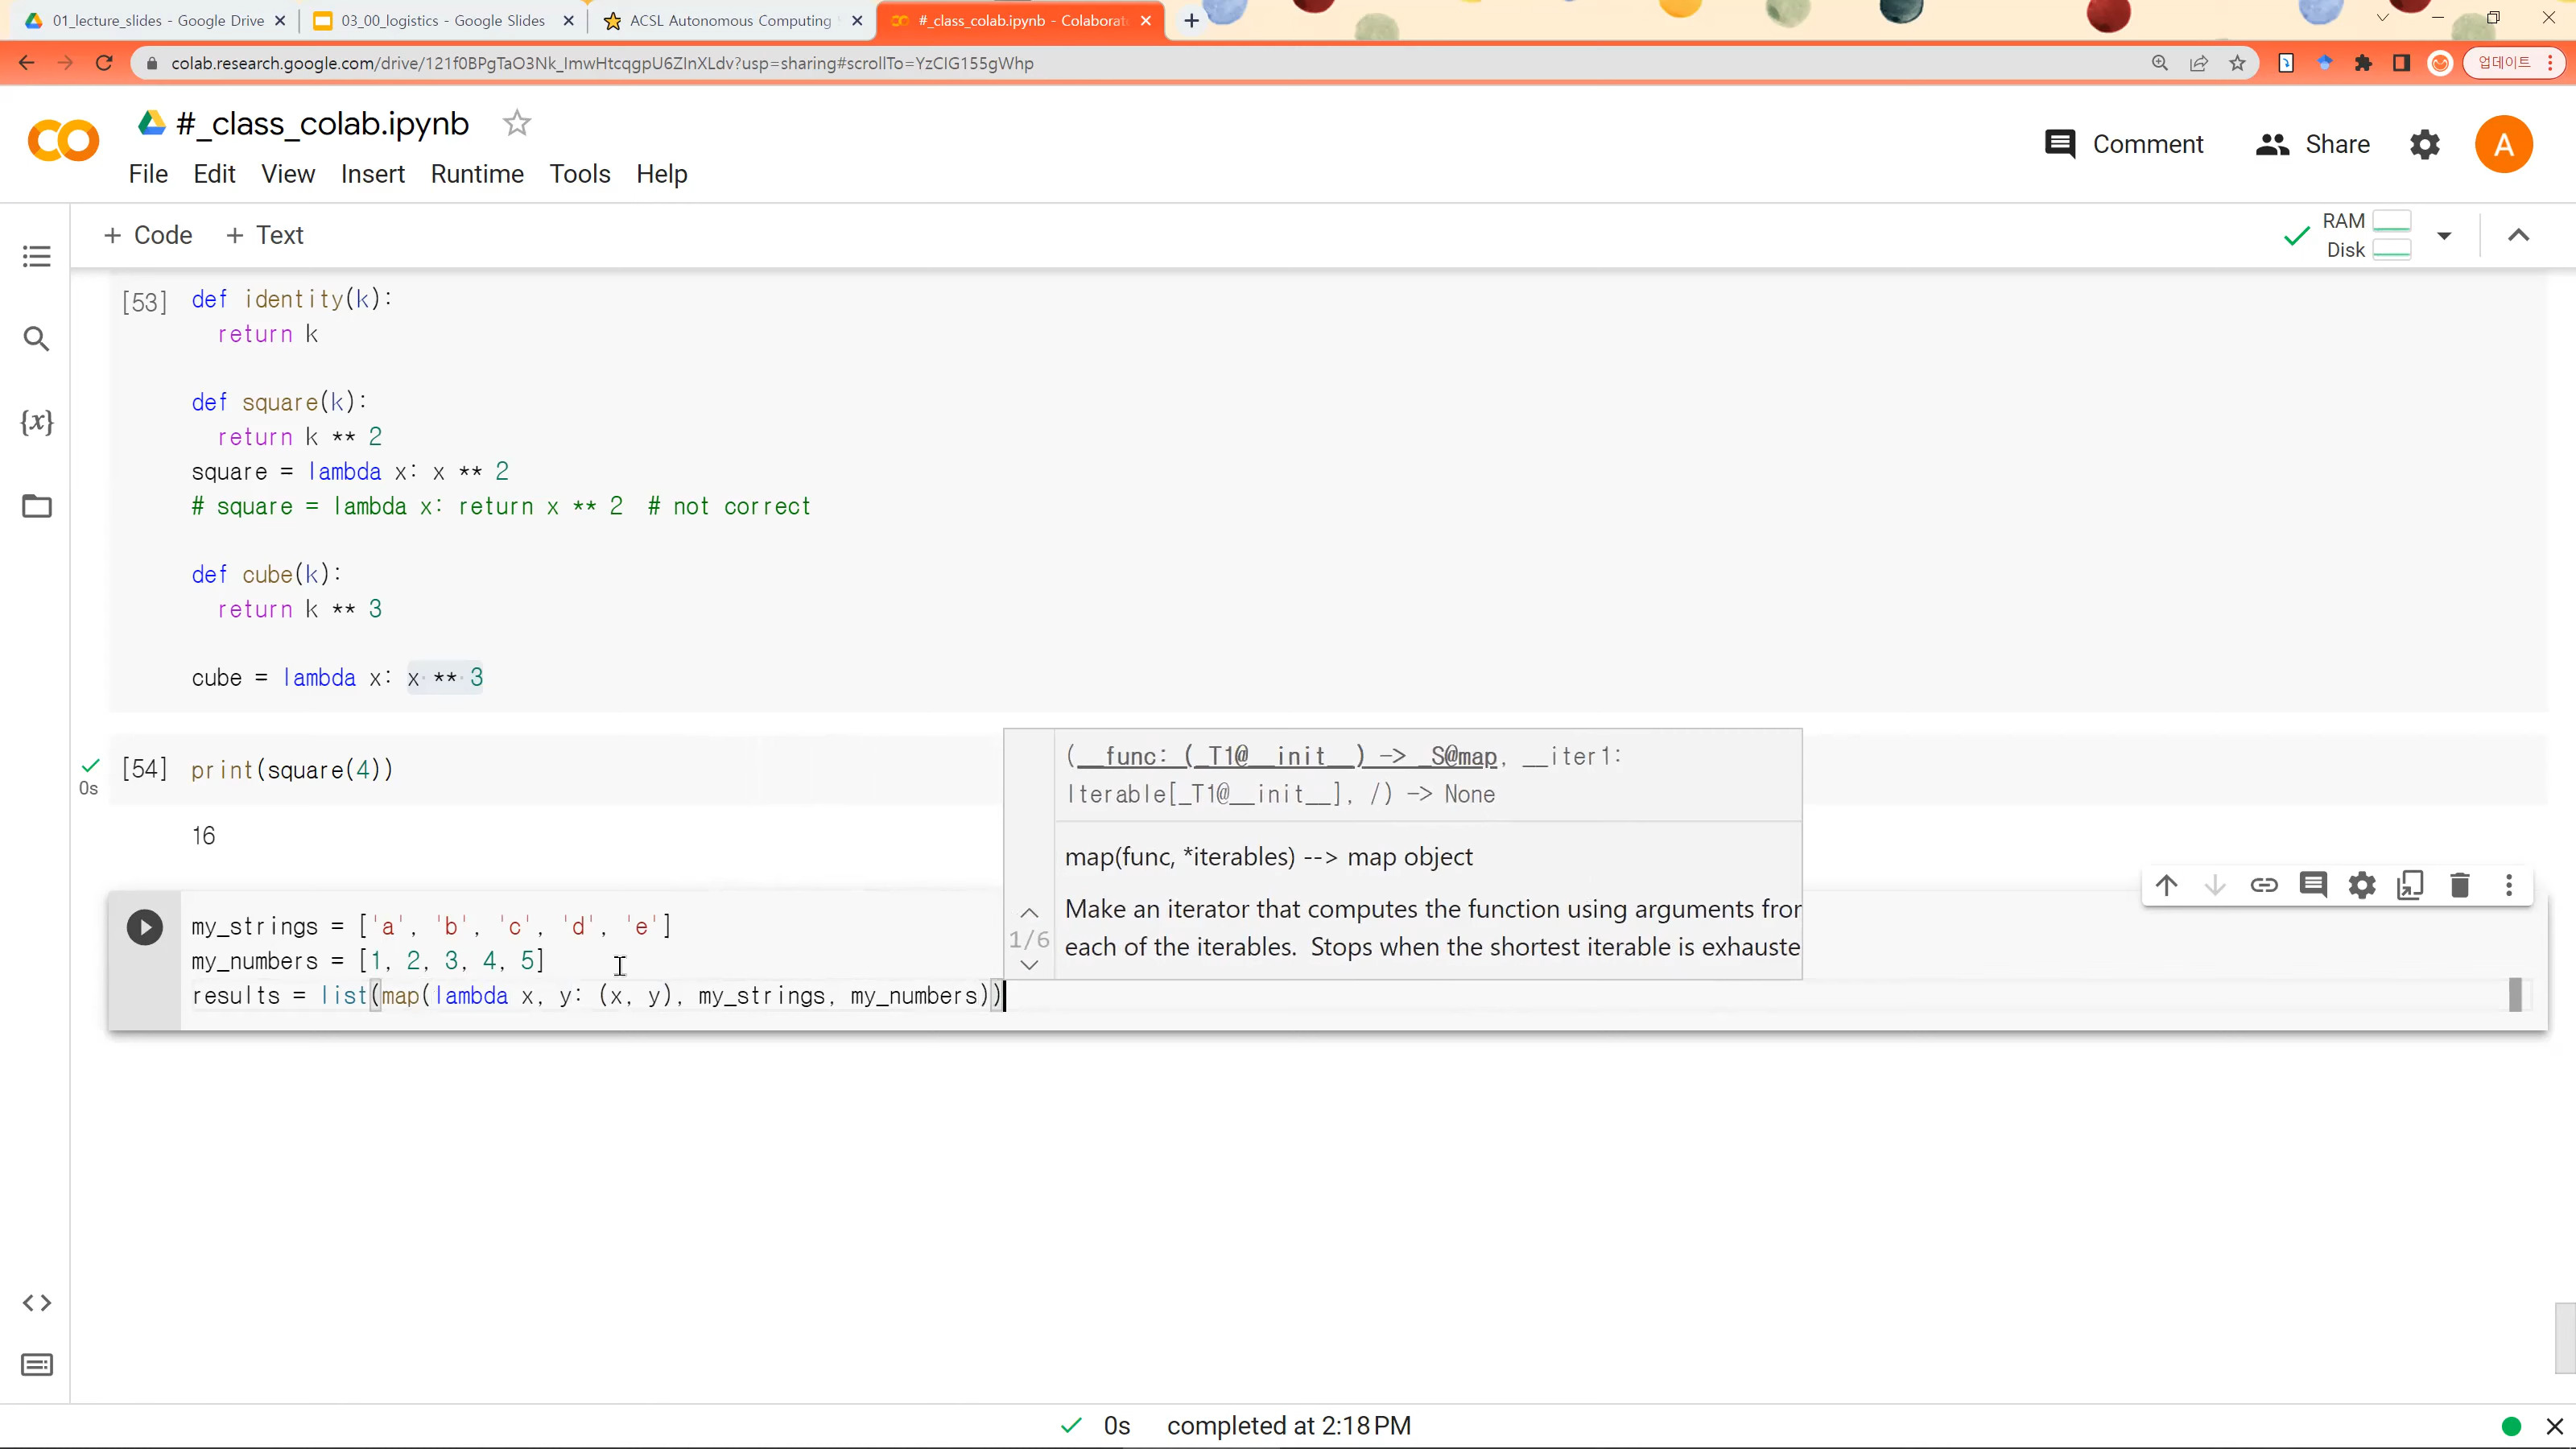 01_lecture_slides - Google Drive
03_00_logistics - Google Slides
ACSL Autonomous Computing
#_class_colab.ipynb - Colaborat
colab.research.google.com/drive/121f0BPgTaO3Nk_ImwHtcqgpU6ZInXLdv?usp=sharing#scrollTo=YzCIG155gWhp
업데이트
#_class_colab.ipynb
Comment
Share
A
File Edit View Insert Runtime Tools Help
+ Code + Text
RAM
Disk
[53] def identity(k):
return k
def square(k):
return k ** 2
square = lambda x: x ** 2
# square = lambda x: return x ** 2 # not correct
def cube(k):
return k ** 3
cube = lambda x: x ** 3
0s
[54] print(square(4))
16
(__func: (_T1@__init__) -> _S@map, __iter1:
Iterable[_T1@__init__], /) -> None
map(func, *iterables) --> map object
Make an iterator that computes the function using arguments fror
each of the iterables. Stops when the shortest iterable is exhauste
1/6
my_strings = ['a', 'b', 'c', 'd', 'e']
my_numbers = [1, 2, 3, 4, 5]
results = list(map(lambda x, y: (x, y), my_strings, my_numbers))
0s completed at 2:18 PM